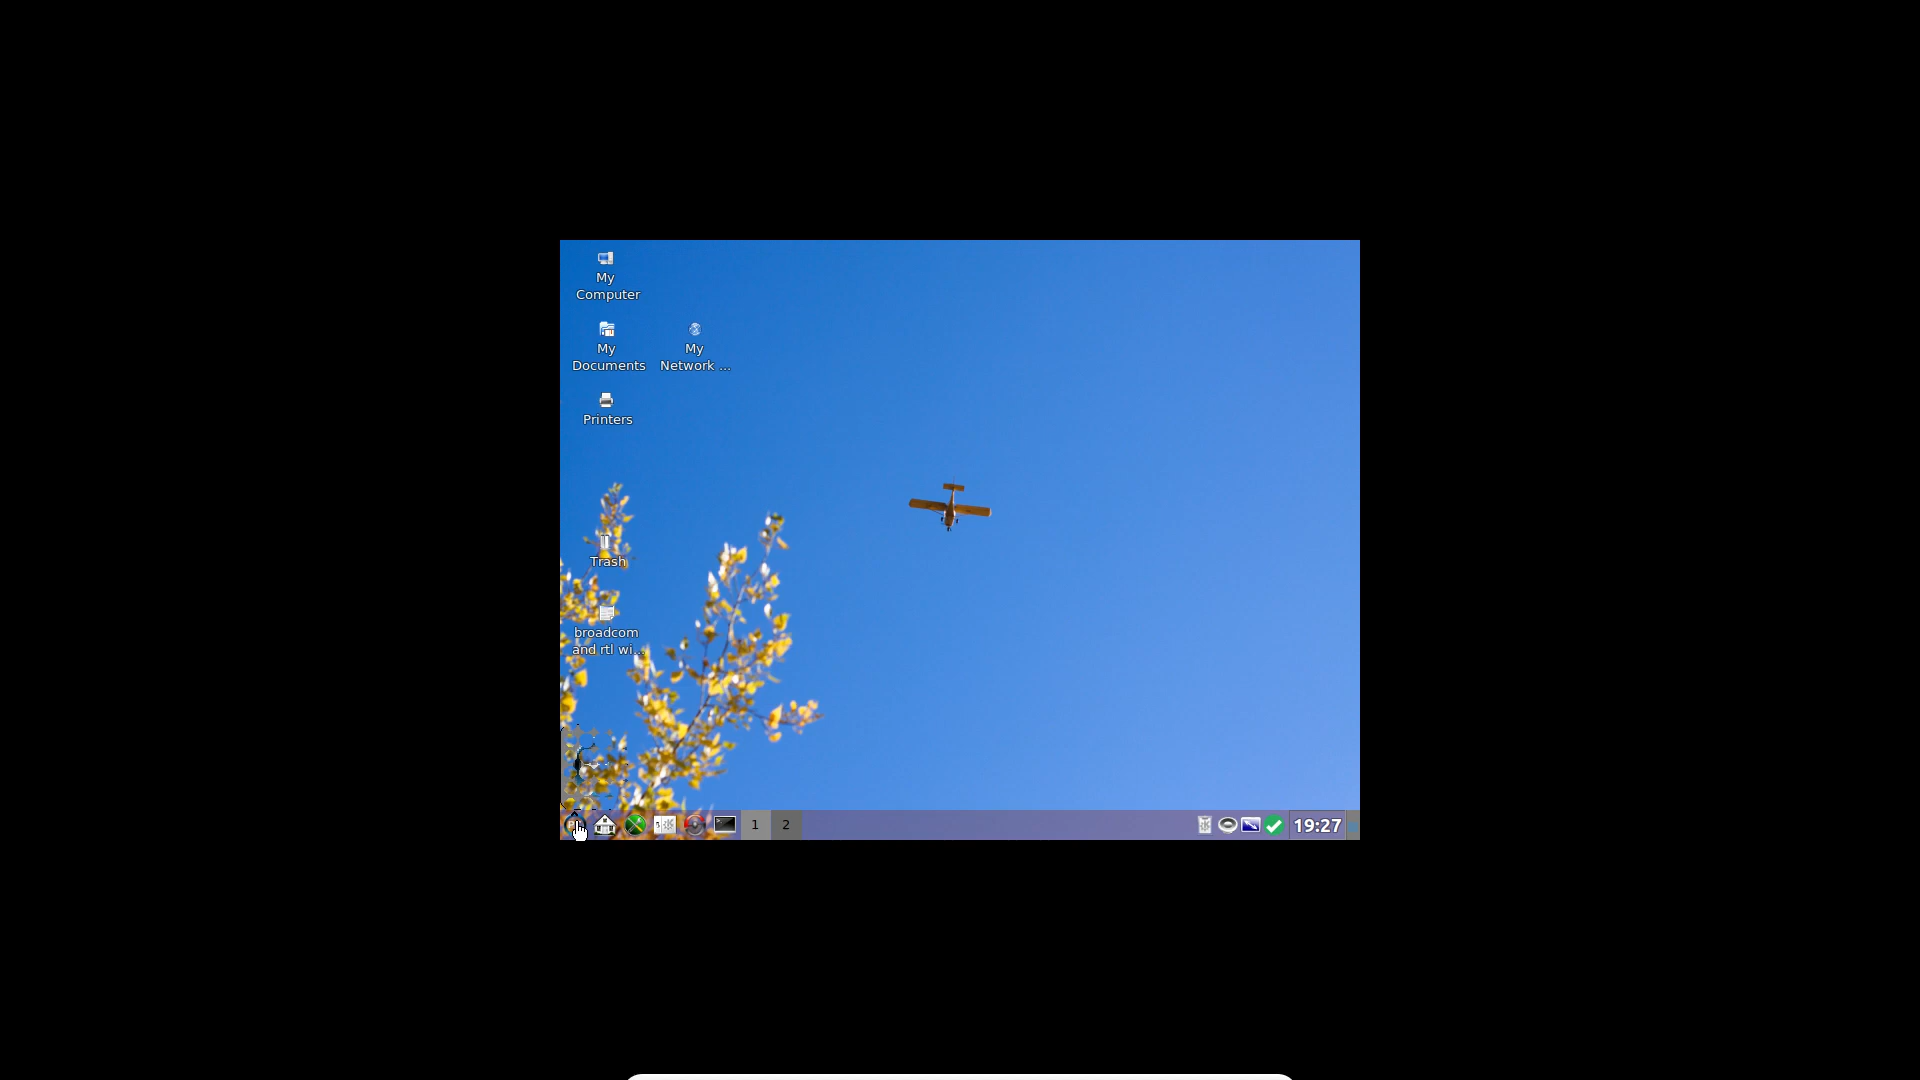 My
Computer
My
Documents
My
Network ...
Printers
Trash
broadcom
and rtl wi...
1
2
19:27